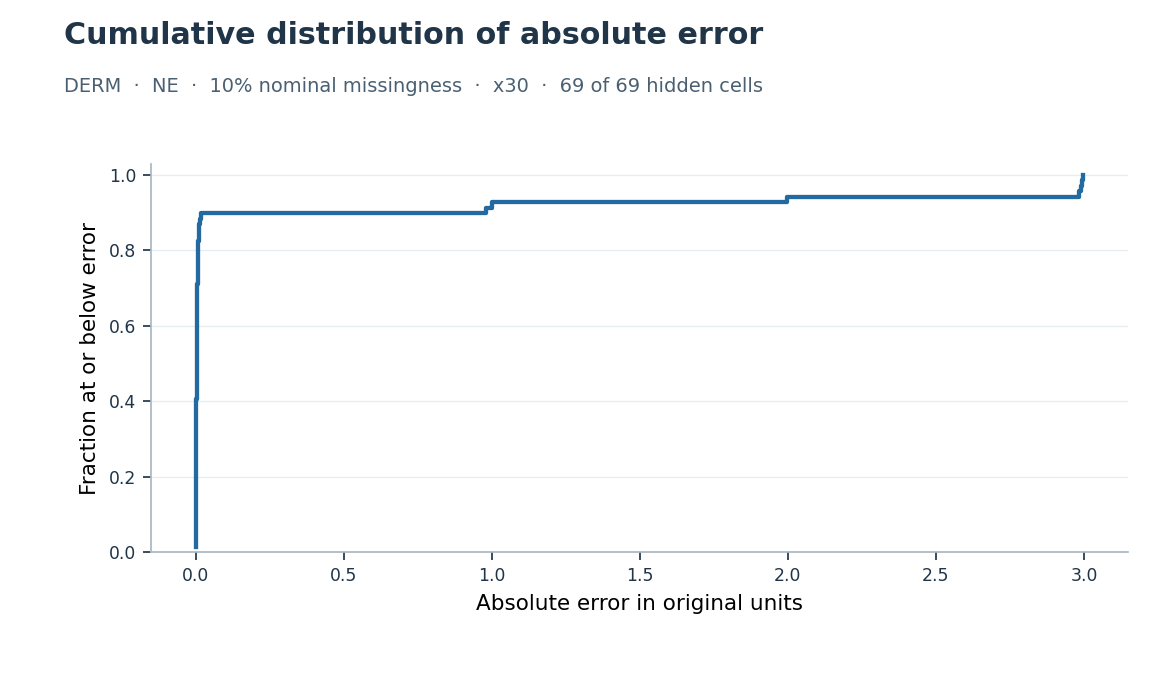 Cumulative distribution of absolute error
DERM · NE · 10% nominal missingness · x30 · 69 of 69 hidden cells
Fraction at or below error
1.0
0.8
0.6
0.4
0.2
0.0
0.0 0.5 1.0 1.5 2.0 2.5 3.0
Absolute error in original units